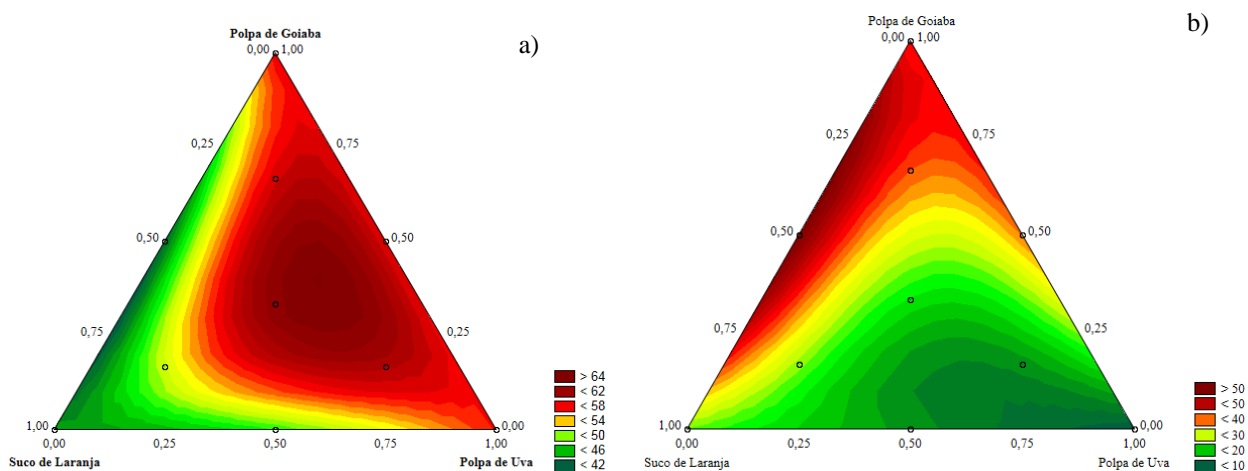 a)
Polpa de Goiaba
0,00 1,00
0,25 0,75
0,50 0,50
0,75 0,25
1,00 0,00
0,00 0,25 0,50 0,75 1,00
Suco de Laranja Polpa de Uva
> 64
< 62
< 58
< 54
< 50
< 46
< 42
b)
Polpa de Goiaba
0,00 1,00
0,25 0,75
0,50 0,50
0,75 0,25
1,00 0,00
0,00 0,25 0,50 0,75 1,00
Suco de Laranja Polpa de Uva
> 50
< 50
< 40
< 30
< 20
< 10